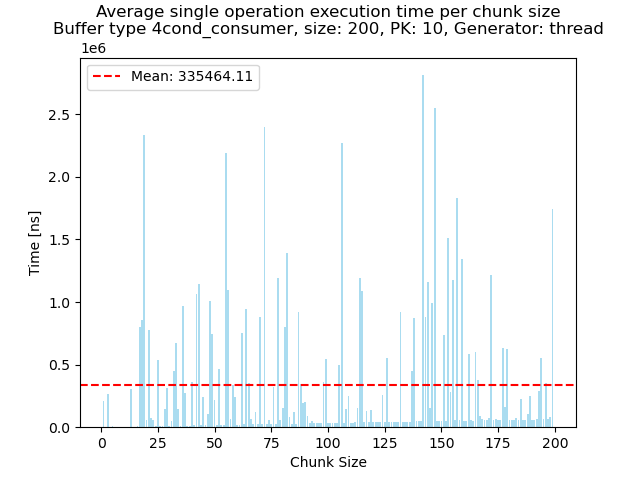 Average single operation execution time per chunk size
Buffer type 4cond_consumer, size: 200, PK: 10, Generator: thread
1e6
Mean: 335464.11
2.5
2.0
1.5
1.0
0.5
0.0
Time [ns]
0 25 50 75 100 125 150 175 200
Chunk Size